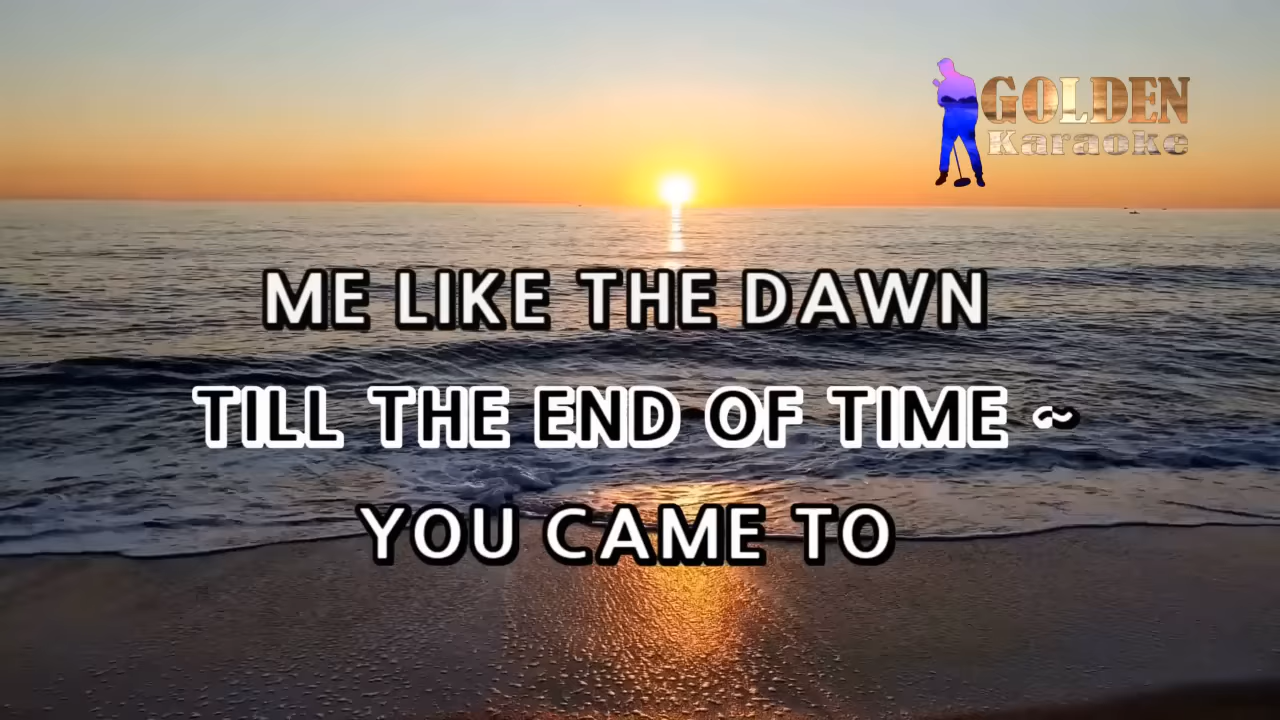 GOLDEN
Karaoke
ME LIKE THE DAWN
TILL THE END OF TIME ~
YOU CAME TO